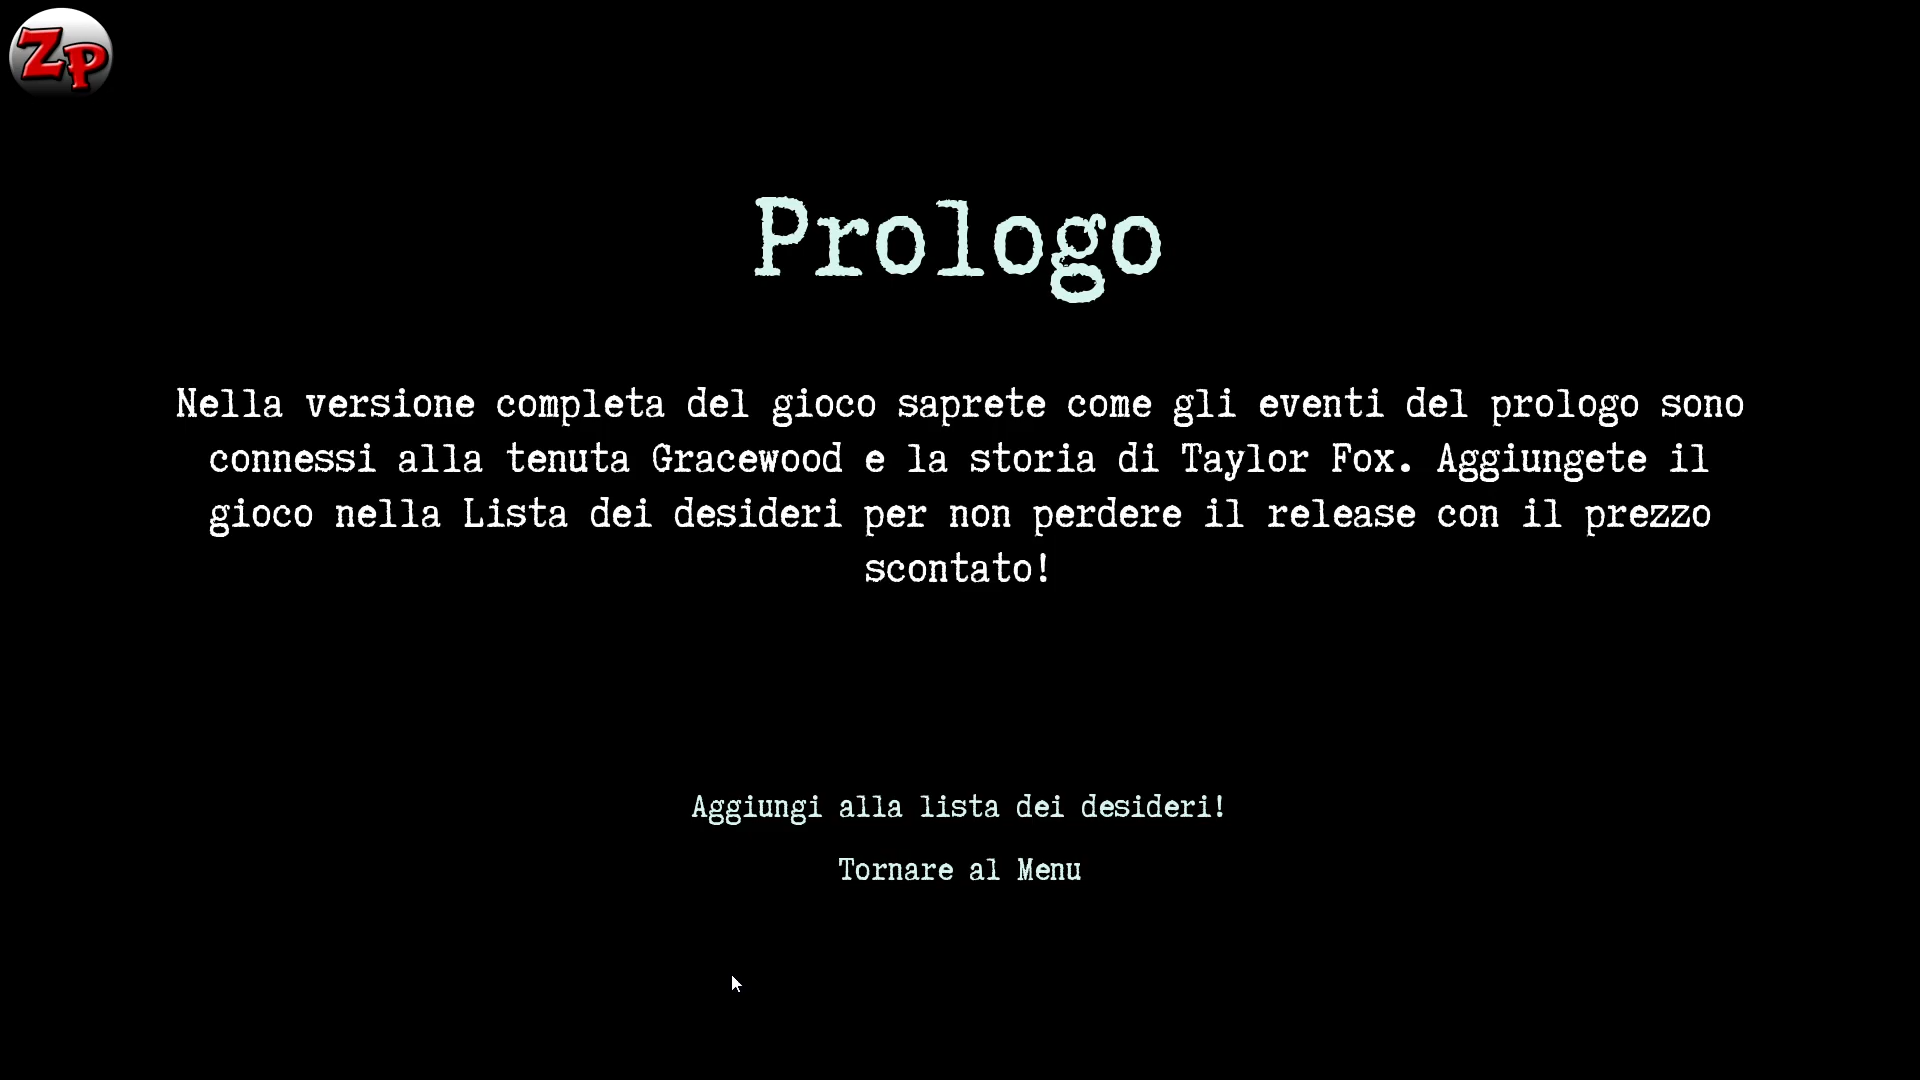 ZP
Prologo
Nella versione completa del gioco saprete come gli eventi del prologo sono
connessi alla tenuta Gracewood e la storia di Taylor Fox. Aggiungete il
gioco nella Lista dei desideri per non perdere il release con il prezzo
scontato!
Aggiungi alla lista dei desideri!
Tornare al Menu